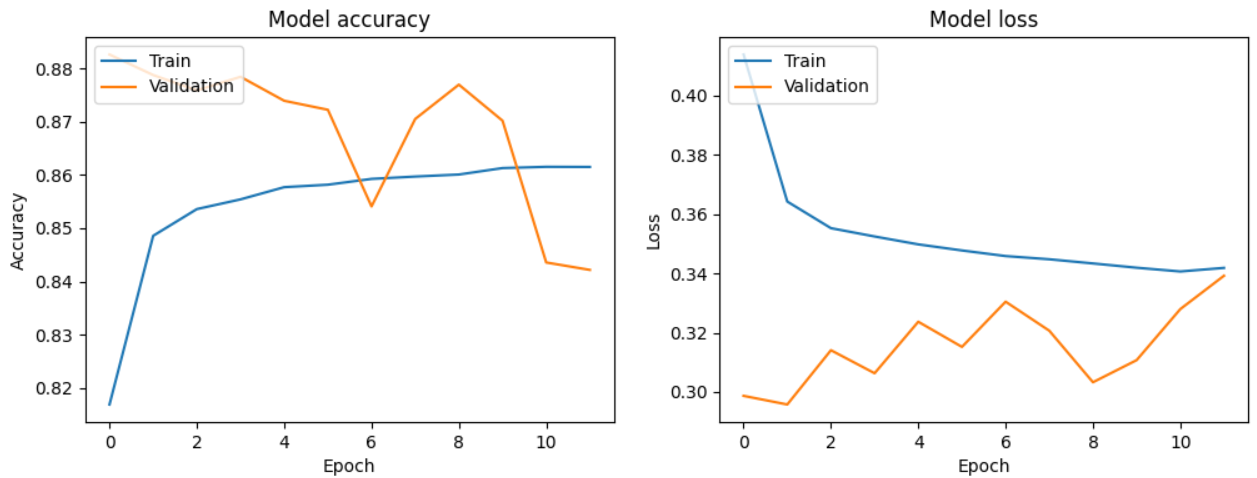 Model accuracy
Train
Validation
0.88
0.87
0.86
0.85
0.84
0.83
0.82
Accuracy
0 2 4 6 8 10
Epoch
Model loss
Train
Validation
0.40
0.38
0.36
0.34
0.32
0.30
Loss
0 2 4 6 8 10
Epoch